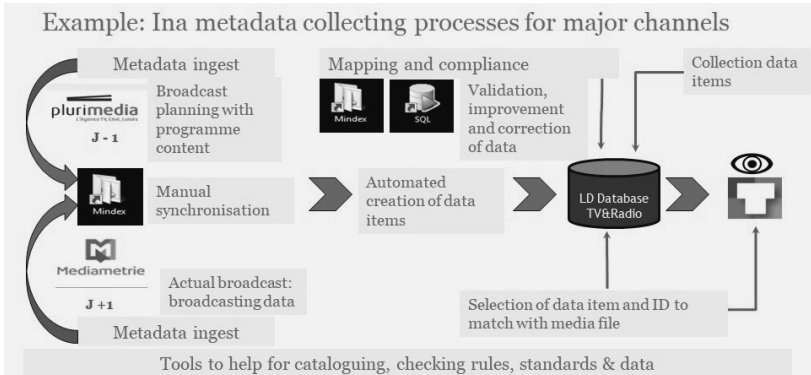 Example: Ina metadata collecting processes for major channels
Metadata ingest
plurimedia
L'Agence TV, Ciné, Loisirs
J - 1
Broadcast
planning with
programme
content
Mapping and compliance
Mindex
SQL
Validation,
improvement
and correction
of data
Collection data
items
Mindex
Manual
synchronisation
Automated
creation of data
items
LD Database
TV&Radio
Mediametrie
J +1
Actual broadcast:
broadcasting data
Metadata ingest
Selection of data item and ID to
match with media file
Tools to help for cataloguing, checking rules, standards & data